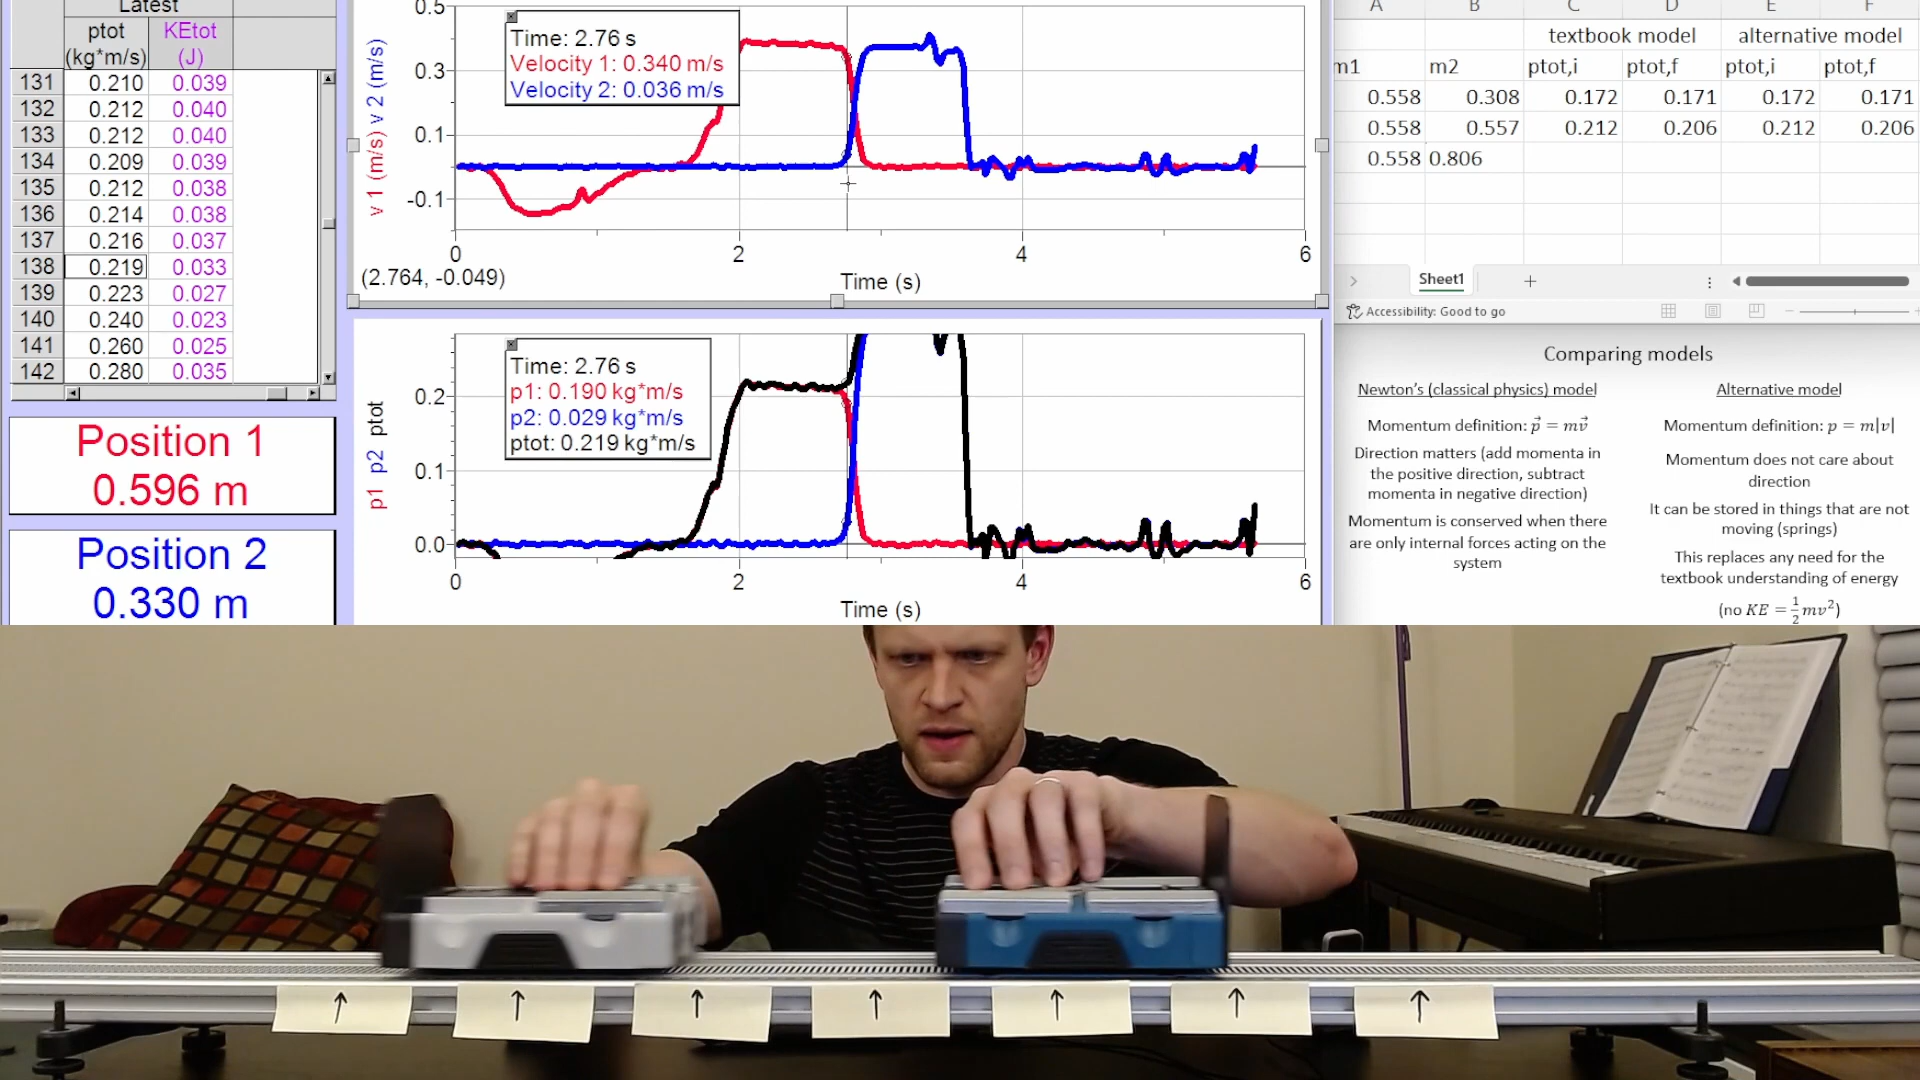 Latest
ptot KEtot
(kg*m/s) (J)
131 0.210 0.039
132 0.212 0.040
133 0.212 0.040
134 0.209 0.039
135 0.212 0.038
136 0.214 0.038
137 0.216 0.037
138 0.219 0.033
139 0.223 0.027
140 0.240 0.023
141 0.260 0.025
142 0.280 0.035
Position 1
0.596 m
Position 2
0.330 m
v 1 (m/s) v 2 (m/s)
0.5
0.3
0.1
-0.1
Time: 2.76 s
Velocity 1: 0.340 m/s
Velocity 2: 0.036 m/s
0 2 4 6
(2.764, -0.049)
Time (s)
p1 p2 ptot
0.2
0.1
0.0
Time: 2.76 s
p1: 0.190 kg*m/s
p2: 0.029 kg*m/s
ptot: 0.219 kg*m/s
0 2 4 6
Time (s)
A B C D E F
textbook model alternative model
m1 m2 ptot,i ptot,f ptot,i ptot,f
0.558 0.308 0.172 0.171 0.172 0.171
0.558 0.557 0.212 0.206 0.212 0.206
0.558 0.806
Sheet1
Accessibility: Good to go
Comparing models
Newton's (classical physics) model
Momentum definition: p⃗ = mv⃗
Direction matters (add momenta in
the positive direction, subtract
momenta in negative direction)
Momentum is conserved when there
are only internal forces acting on the
system
Alternative model
Momentum definition: p = m|v|
Momentum does not care about
direction
It can be stored in things that are not
moving (springs)
This replaces any need for the
textbook understanding of energy
(no KE = ½mv²)